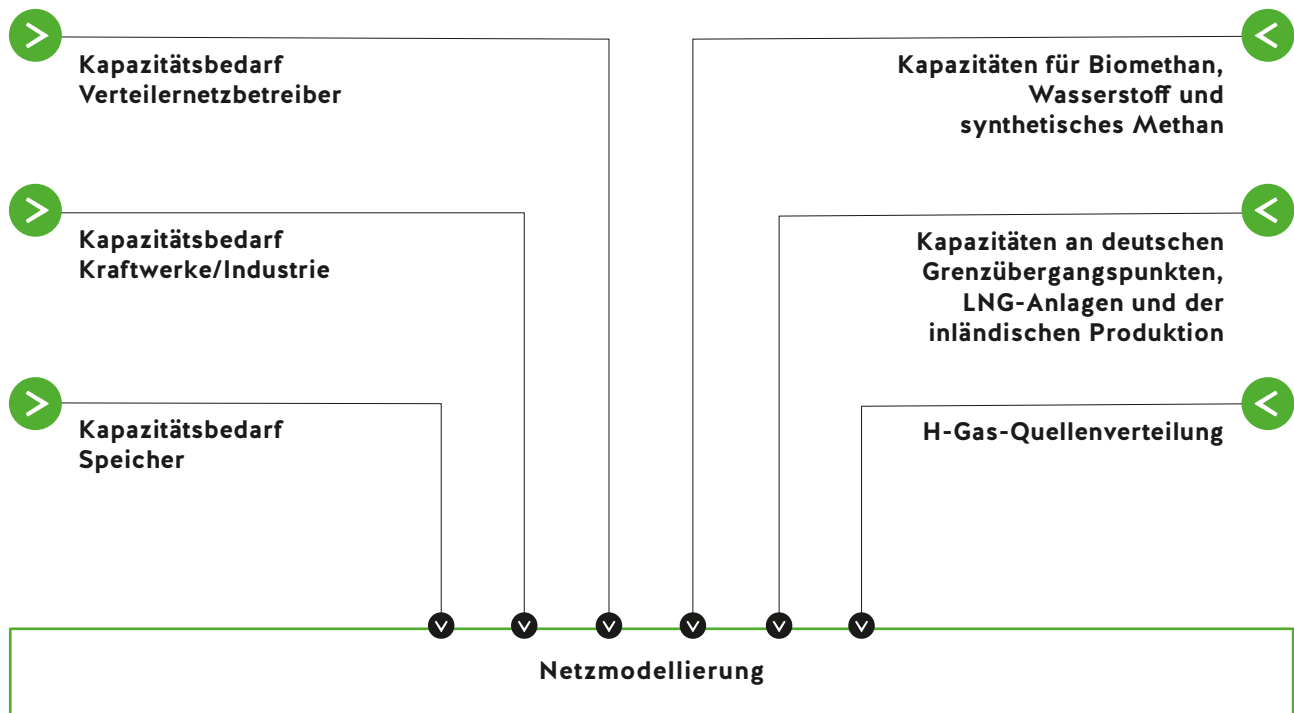 Kapazitätsbedarf
Verteilernetzbetreiber
Kapazitätsbedarf
Kraftwerke/Industrie
Kapazitätsbedarf
Speicher
Kapazitäten für Biomethan,
Wasserstoff und
synthetisches Methan
Kapazitäten an deutschen
Grenzübergangspunkten,
LNG-Anlagen und der
inländischen Produktion
H-Gas-Quellenverteilung
Netzmodellierung